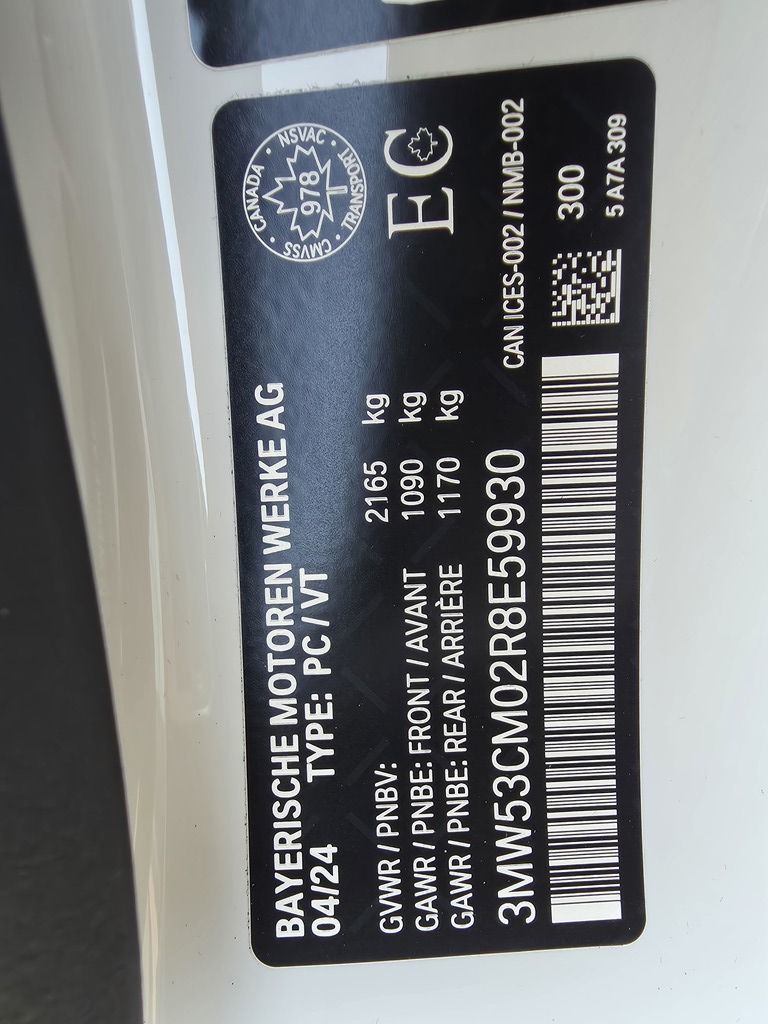 BAYERISCHE MOTOREN WERKE AG
04/24 TYPE: PC / VT
GVWR / PNBV: 2165 kg
GAWR / PNBE: FRONT / AVANT 1090 kg
GAWR / PNBE: REAR / ARRIÈRE 1170 kg
3MW53CM02R8E59930
CANADA • NSVAC • TRANSPORT • CMVSS
978
EC
CAN ICES-002 / NMB-002
300
5 A7A 309